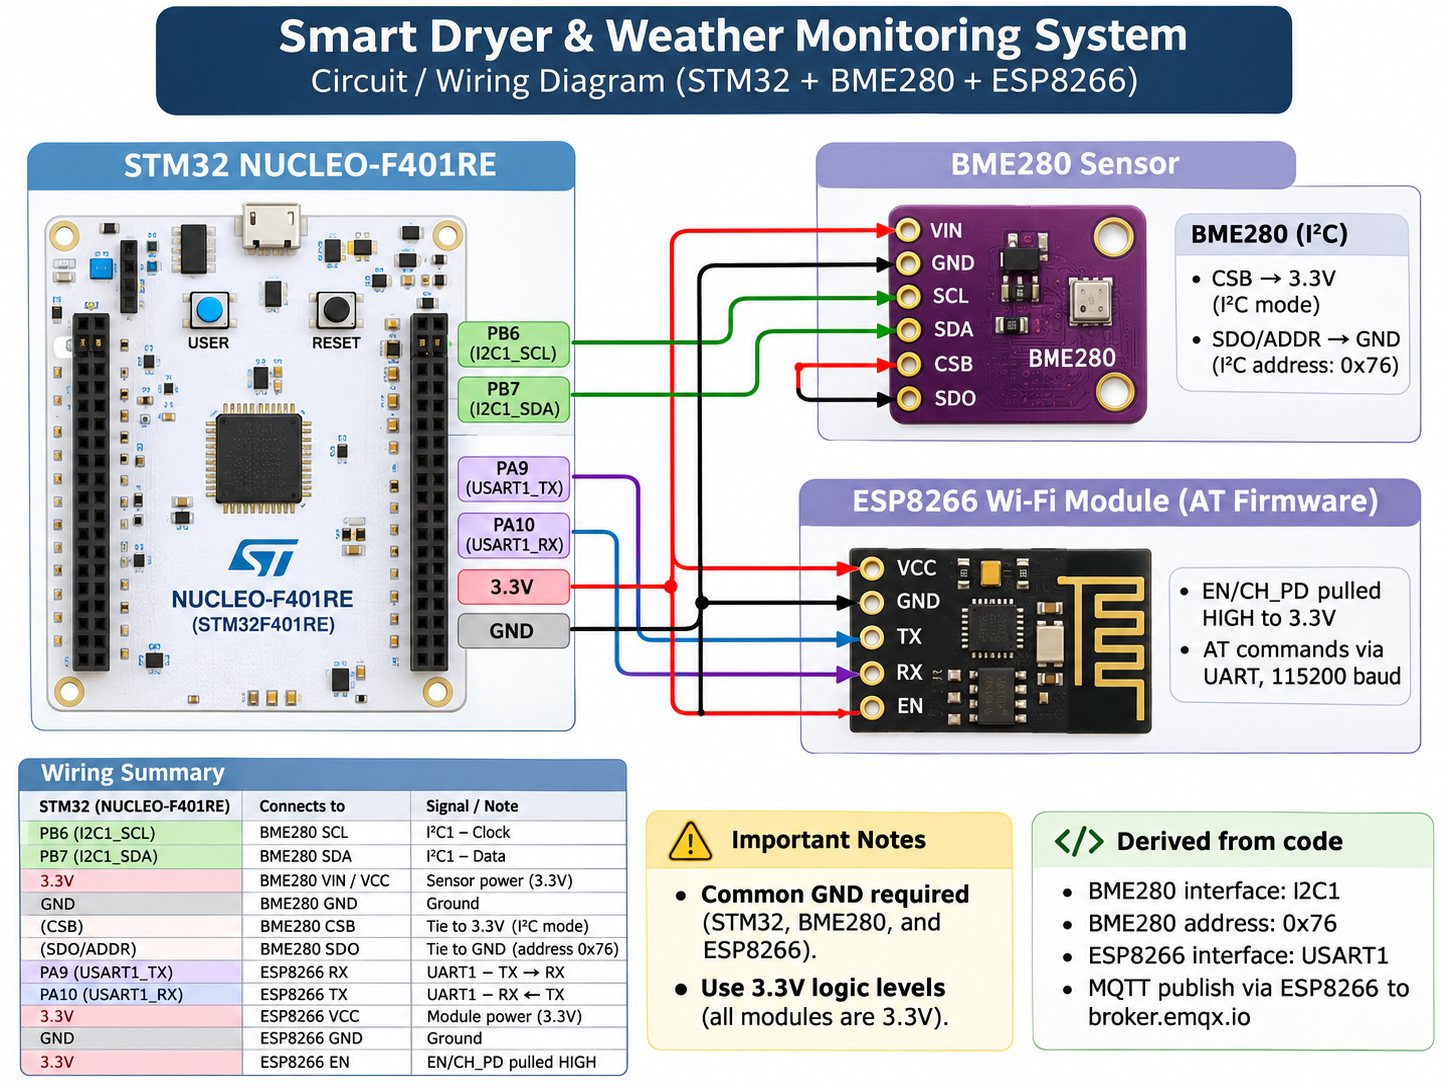 Smart Dryer & Weather Monitoring System
Circuit / Wiring Diagram (STM32 + BME280 + ESP8266)
STM32 NUCLEO-F401RE
USER
RESET
NUCLEO-F401RE
(STM32F401RE)
PB6
(I2C1_SCL)
PB7
(I2C1_SDA)
PA9
(USART1_TX)
PA10
(USART1_RX)
3.3V
GND
BME280 Sensor
VIN
GND
SCL
SDA
CSB
SDO
BME280
BME280 (I²C)
• CSB → 3.3V
(I²C mode)
• SDO/ADDR → GND
(I²C address: 0x76)
ESP8266 Wi-Fi Module (AT Firmware)
VCC
GND
TX
RX
EN
• EN/CH_PD pulled
HIGH to 3.3V
• AT commands via
UART, 115200 baud
Wiring Summary
STM32 (NUCLEO-F401RE) Connects to Signal / Note
PB6 (I2C1_SCL) BME280 SCL I²C1 – Clock
PB7 (I2C1_SDA) BME280 SDA I²C1 – Data
3.3V BME280 VIN / VCC Sensor power (3.3V)
GND BME280 GND Ground
(CSB) BME280 CSB Tie to 3.3V (I²C mode)
(SDO/ADDR) BME280 SDO Tie to GND (address 0x76)
PA9 (USART1_TX) ESP8266 RX UART1 – TX → RX
PA10 (USART1_RX) ESP8266 TX UART1 – RX ← TX
3.3V ESP8266 VCC Module power (3.3V)
GND ESP8266 GND Ground
3.3V ESP8266 EN EN/CH_PD pulled HIGH
Important Notes
• Common GND required
(STM32, BME280, and
ESP8266).
• Use 3.3V logic levels
(all modules are 3.3V).
</> Derived from code
• BME280 interface: I2C1
• BME280 address: 0x76
• ESP8266 interface: USART1
• MQTT publish via ESP8266 to
broker.emqx.io